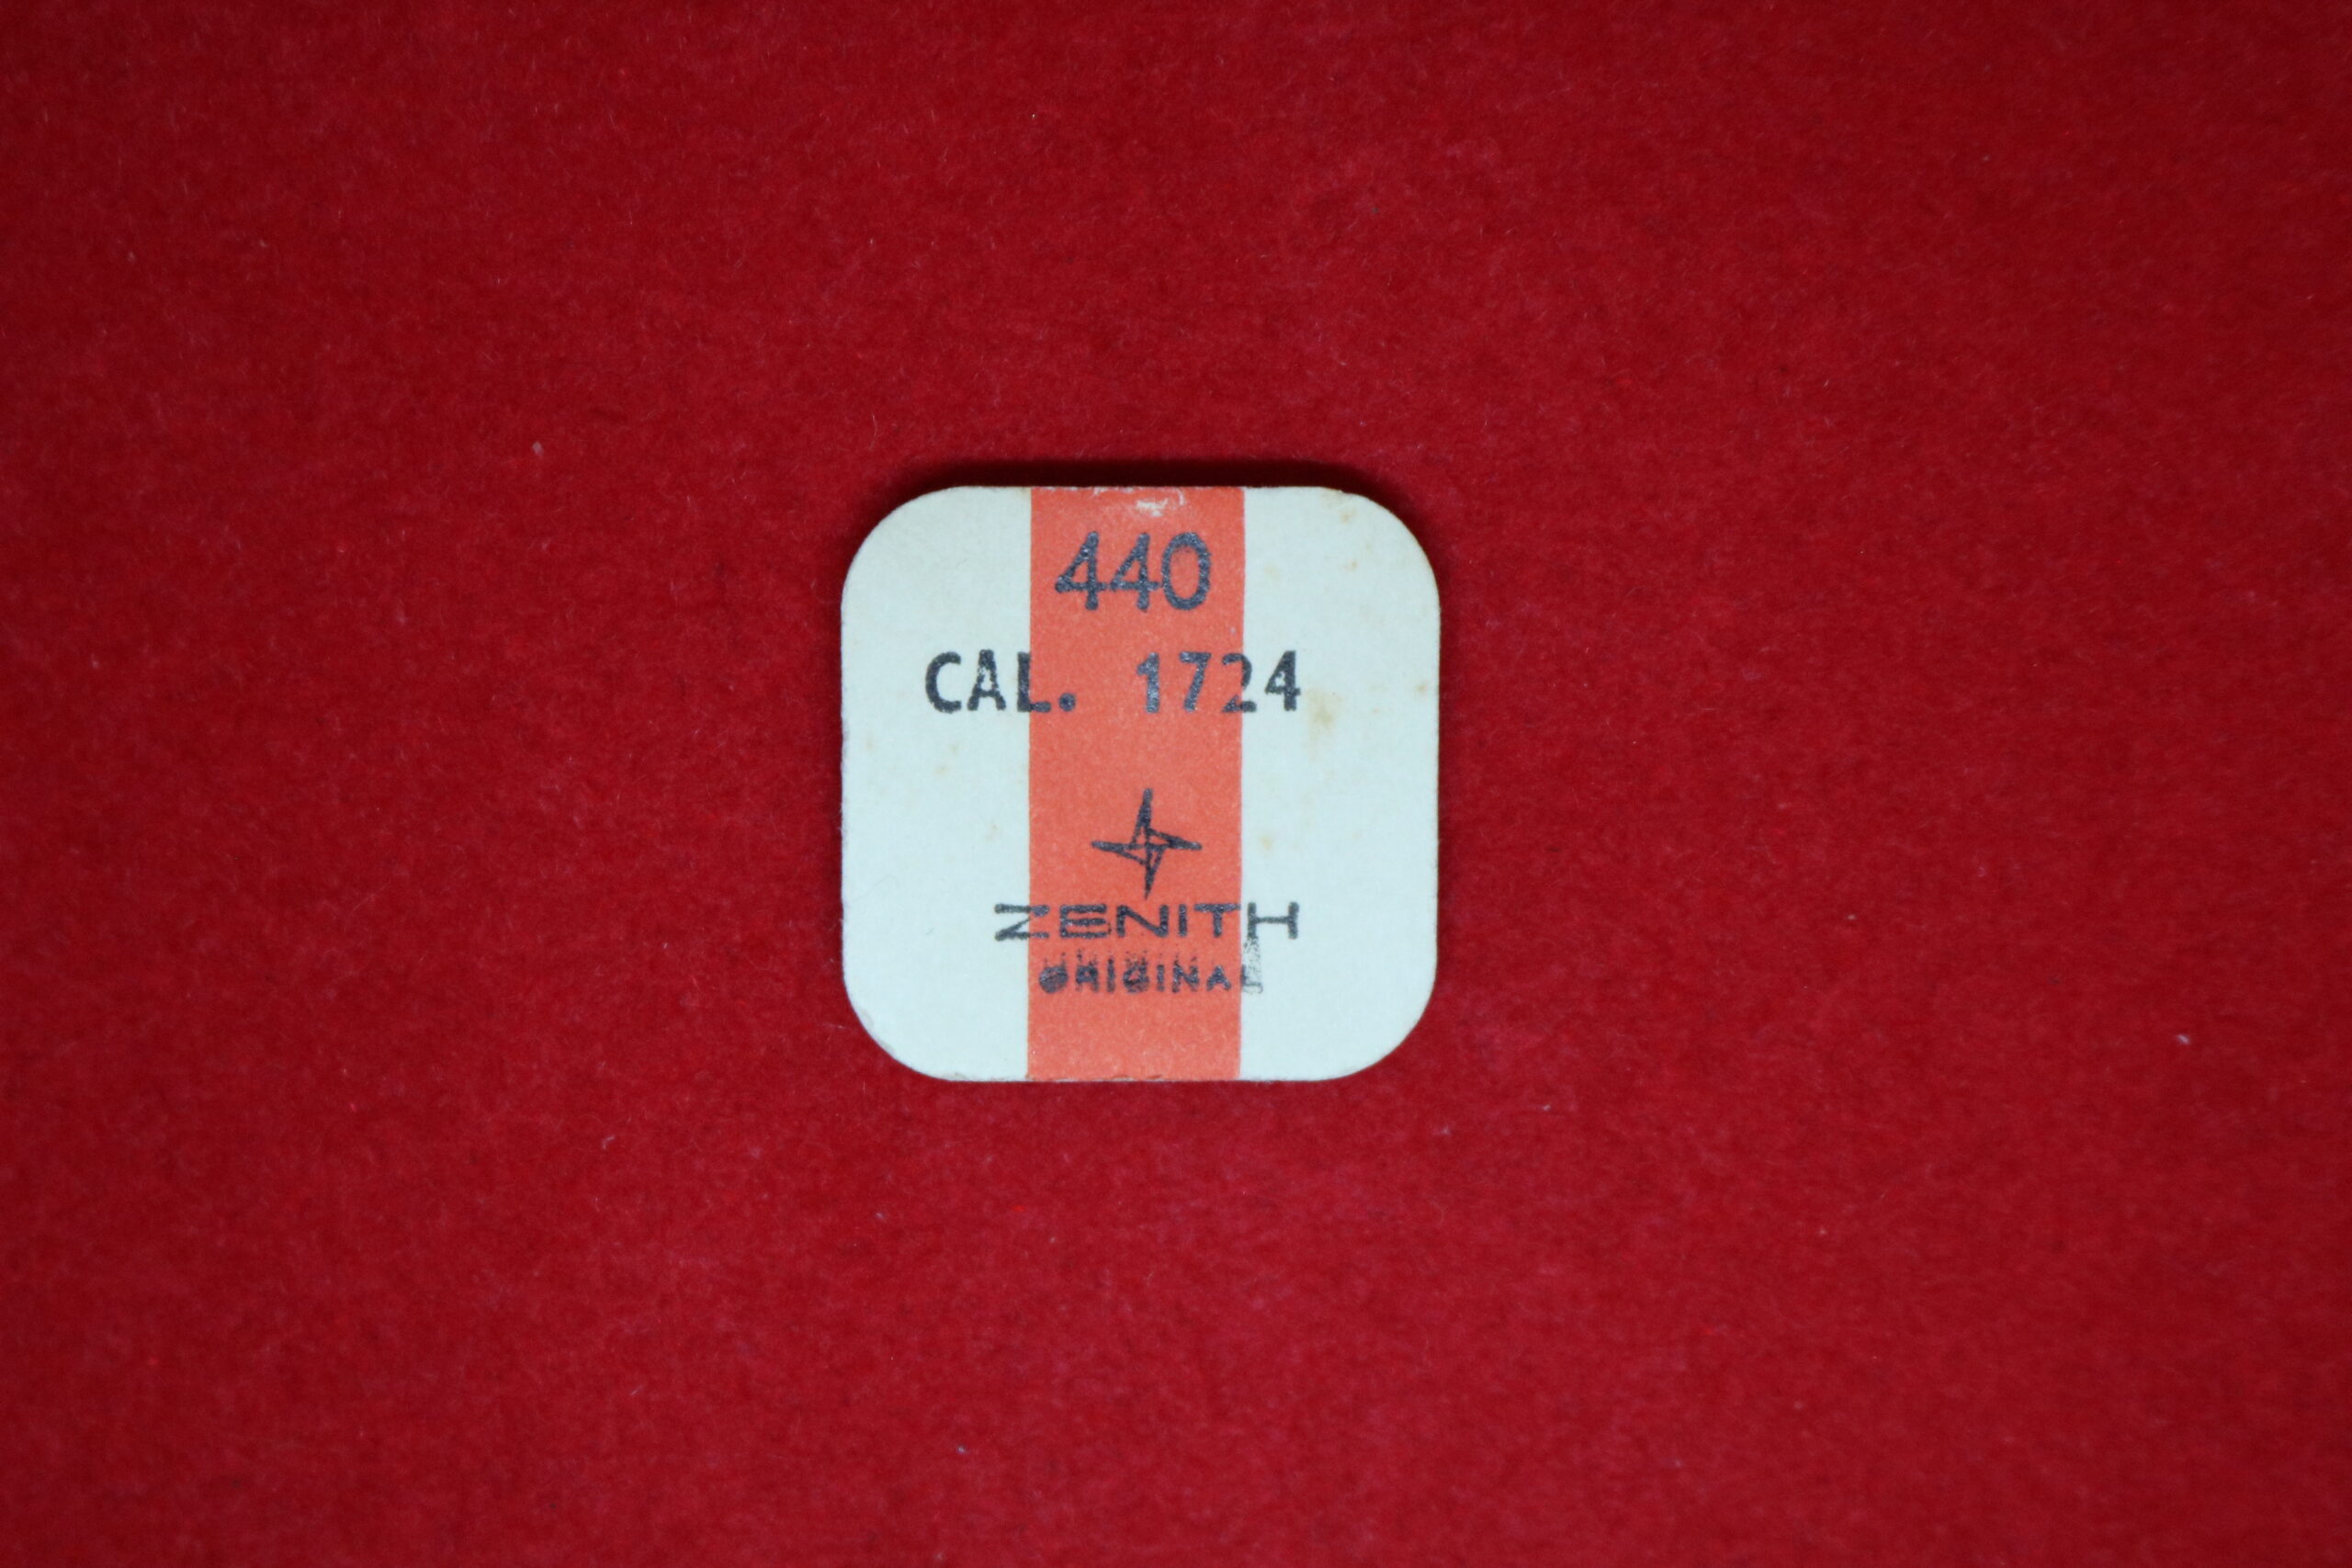 440
CAL. 1724
ZENITH
ORIGINAL